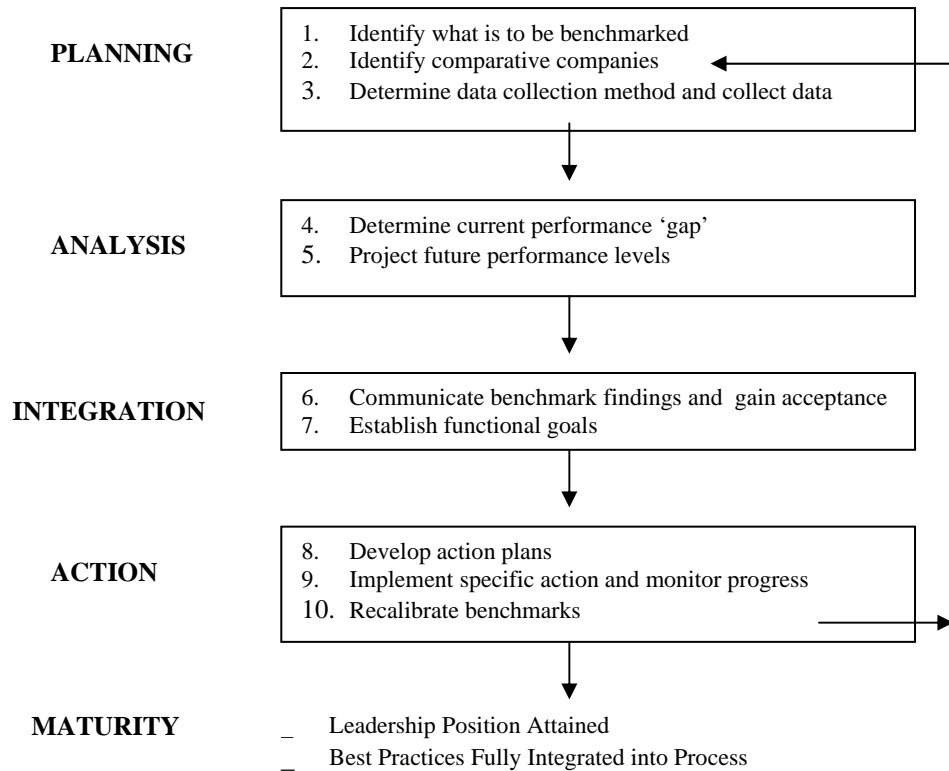 PLANNING
1. Identify what is to be benchmarked
2. Identify comparative companies
3. Determine data collection method and collect data
ANALYSIS
4. Determine current performance ‘gap’
5. Project future performance levels
INTEGRATION
6. Communicate benchmark findings and gain acceptance
7. Establish functional goals
ACTION
8. Develop action plans
9. Implement specific action and monitor progress
10. Recalibrate benchmarks
MATURITY
_ Leadership Position Attained
_ Best Practices Fully Integrated into Process